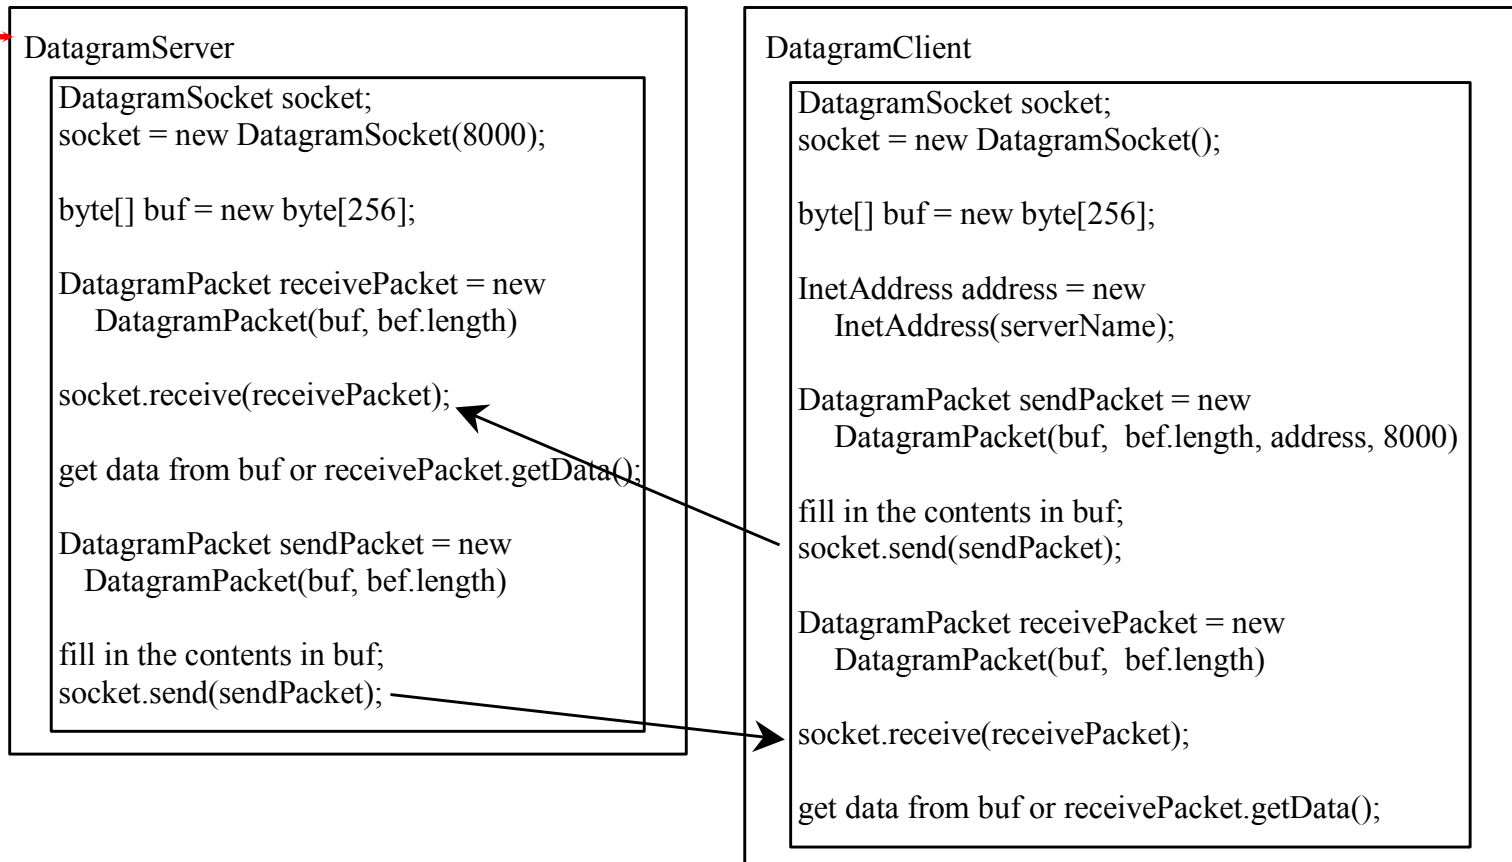 DatagramServer
DatagramSocket socket;
socket = new DatagramSocket(8000);
byte[] buf = new byte[256];
DatagramPacket receivePacket = new
DatagramPacket(buf, bef.length)
socket.receive(receivePacket);
get data from buf or receivePacket.getData();
DatagramPacket sendPacket = new
DatagramPacket(buf, bef.length)
fill in the contents in buf;
socket.send(sendPacket);
DatagramClient
DatagramSocket socket;
socket = new DatagramSocket();
byte[] buf = new byte[256];
InetAddress address = new
InetAddress(serverName);
DatagramPacket sendPacket = new
DatagramPacket(buf, bef.length, address, 8000)
fill in the contents in buf;
socket.send(sendPacket);
DatagramPacket receivePacket = new
DatagramPacket(buf, bef.length)
socket.receive(receivePacket);
get data from buf or receivePacket.getData();